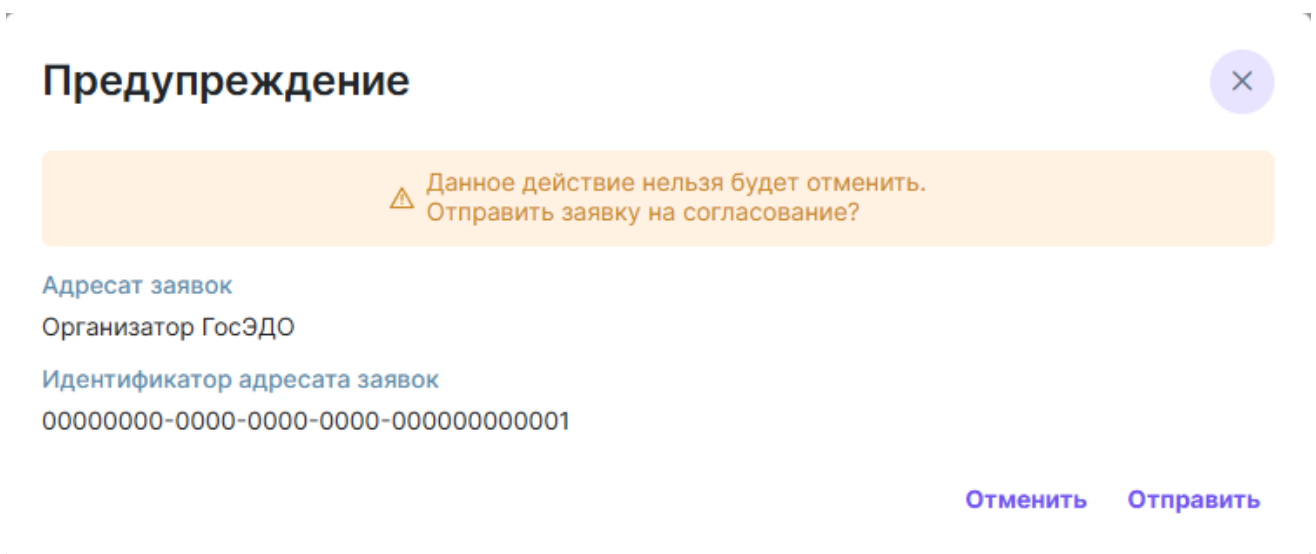 Предупреждение
Данное действие нельзя будет отменить.
Отправить заявку на согласование?
Адресат заявок
Организатор ГосЭДО
Идентификатор адресата заявок
00000000-0000-0000-0000-000000000001
Отменить Отправить